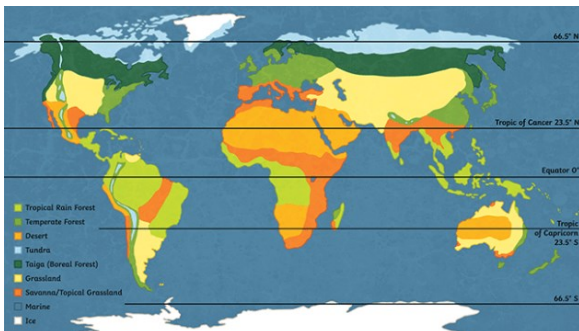 66.5° N
Tropic of Cancer 23.5° N
Equator 0°
Tropical Rain Forest
Temperate Forest
Desert
Tundra
Taiga (Boreal Forest)
Grassland
Savanna/Topical Grassland
Marine
Ice
Tropic
of Capricorn
23.5° S
66.5° S